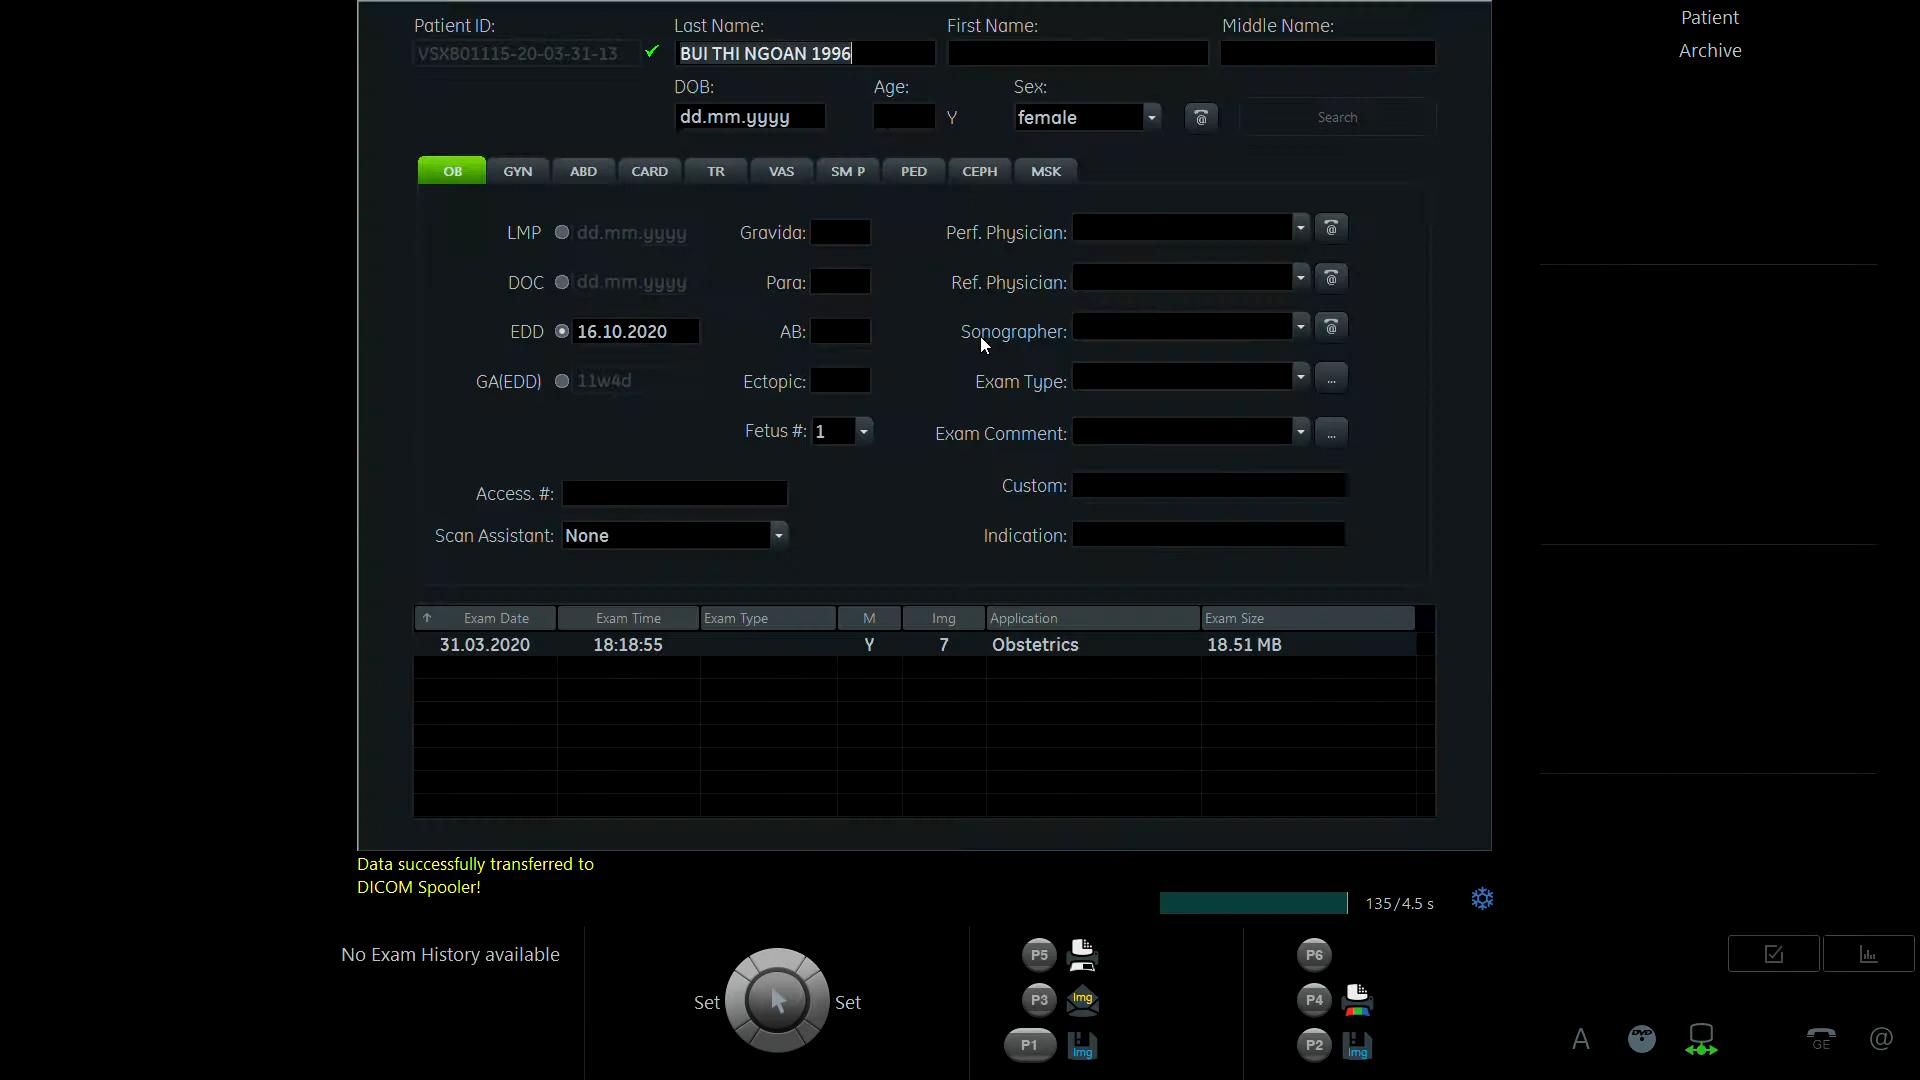 Patient ID: Last Name: First Name: Middle Name:
VSX801115-20-03-31-13 BUI THI NGOAN 1996
DOB: Age: Sex:
dd.mm.yyyy Y female @ Search
OB GYN ABD CARD TR VAS SM P PED CEPH MSK
LMP dd.mm.yyyy Gravida: Perf. Physician: @
DOC dd.mm.yyyy Para: Ref. Physician: @
EDD 16.10.2020 AB: Sonographer: @
GA(EDD) 11w4d Ectopic: Exam Type: ...
Fetus #: 1 Exam Comment: ...
Access. #: Custom:
Scan Assistant: None Indication:
Exam Date Exam Time Exam Type M Img Application Exam Size
31.03.2020 18:18:55 Y 7 Obstetrics 18.51 MB
Data successfully transferred to
DICOM Spooler!
135/4.5 s
No Exam History available
Set Set
P5
P3 Img
P1 Img
P6
P4
P2 Img
Patient
Archive
A DVD GE @